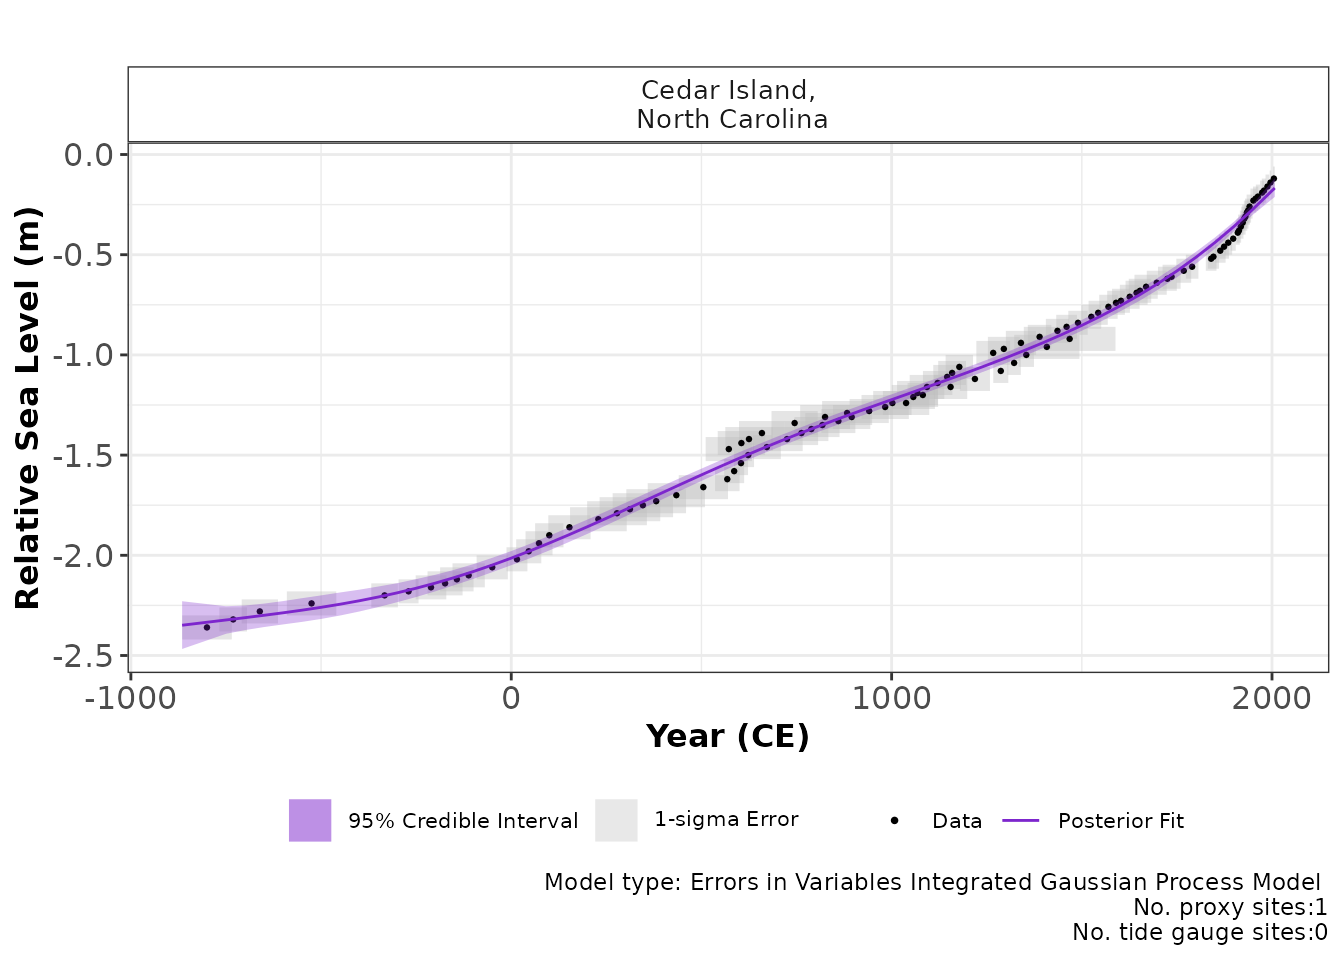 Cedar Island,
North Carolina
Relative Sea Level (m)
0.0
-0.5
-1.0
-1.5
-2.0
-2.5
-1000
0
1000
2000
Year (CE)
95% Credible Interval
1-sigma Error
Data
Posterior Fit
Model type: Errors in Variables Integrated Gaussian Process Model
No. proxy sites:1
No. tide gauge sites:0